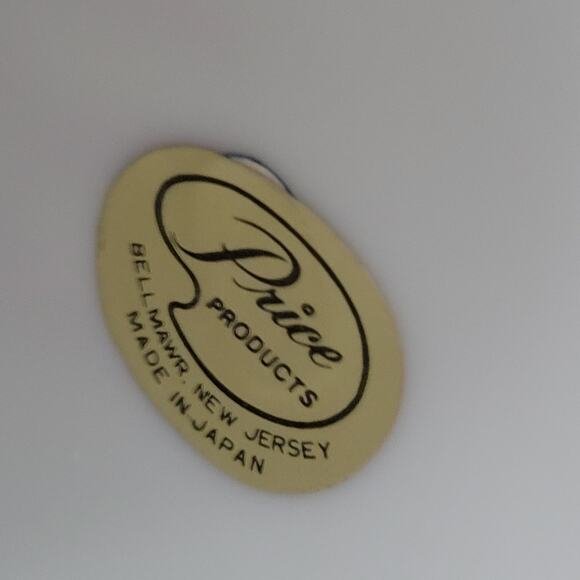 Price
PRODUCTS
BELLMAWR, NEW JERSEY
MADE IN JAPAN